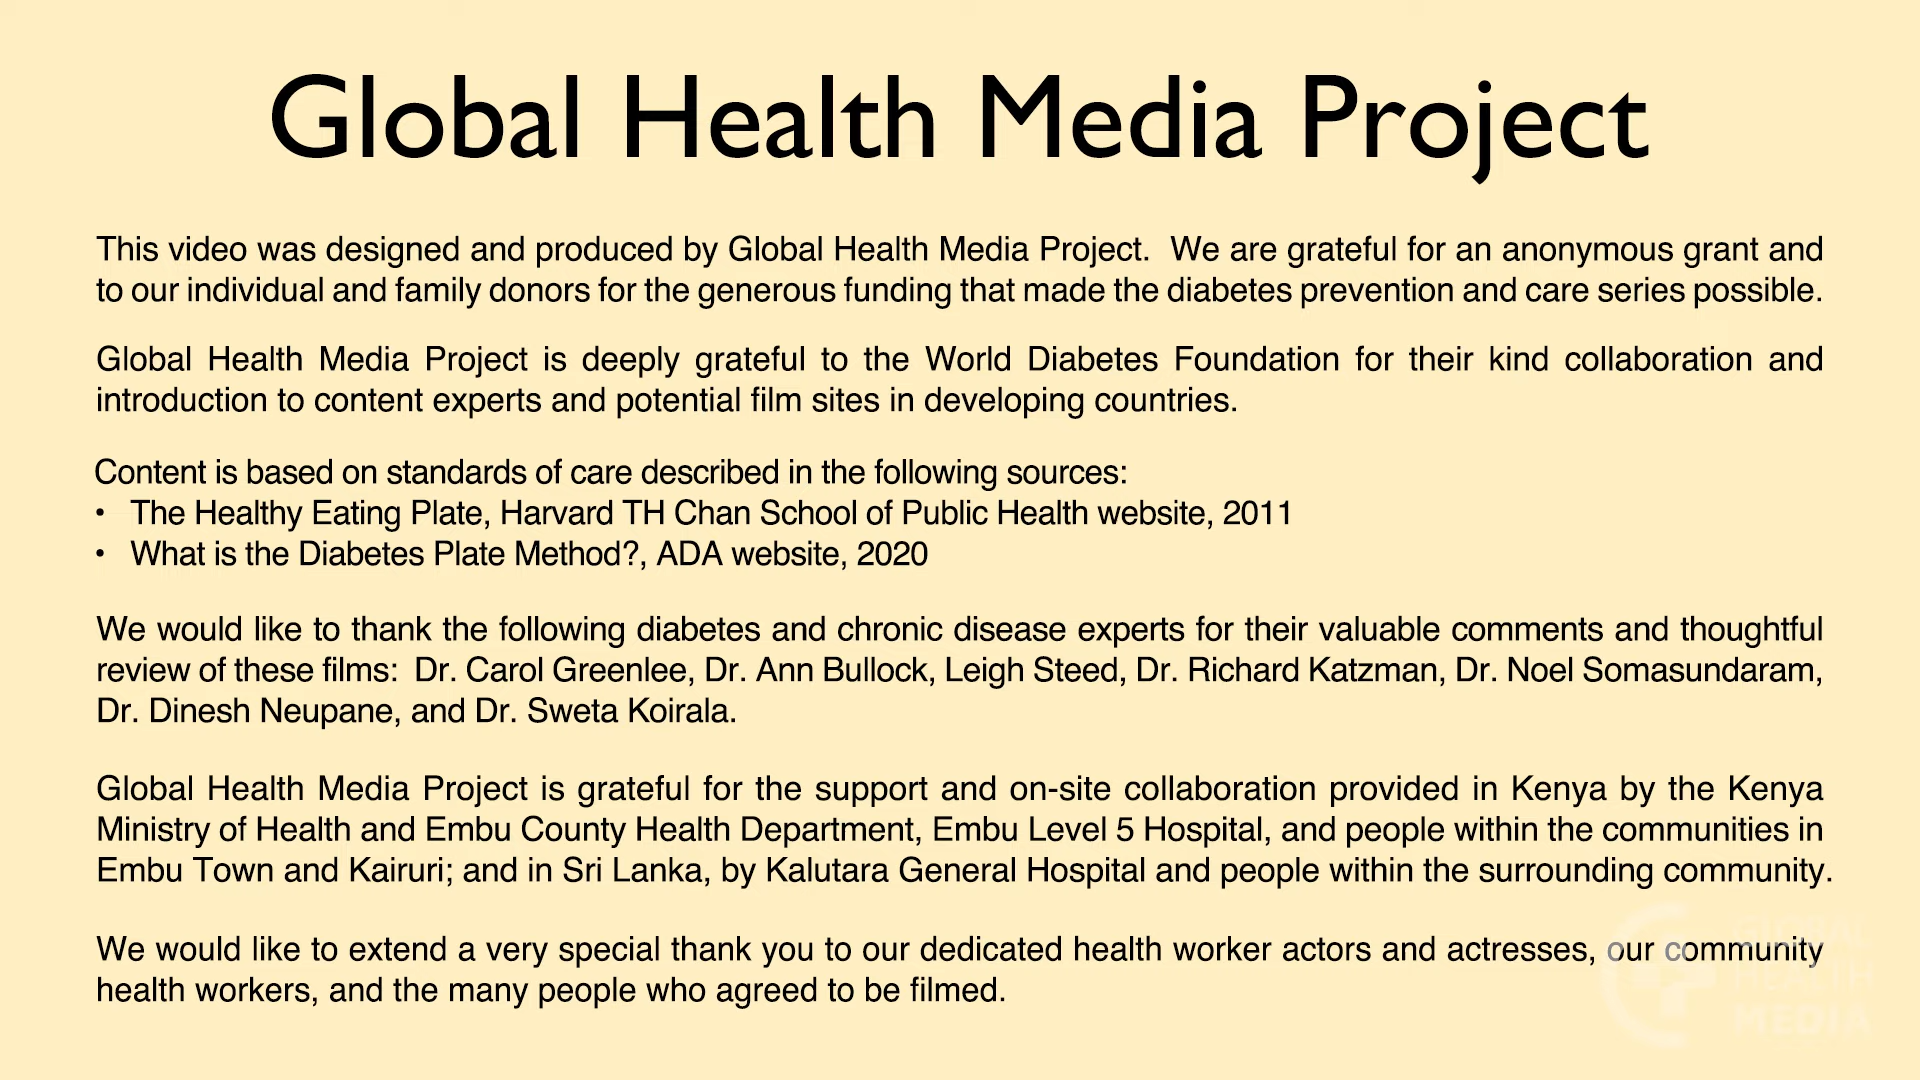 Global Health Media Project
This video was designed and produced by Global Health Media Project.  We are grateful for an anonymous grant and
to our individual and family donors for the generous funding that made the diabetes prevention and care series possible.
Global Health Media Project is deeply grateful to the World Diabetes Foundation for their kind collaboration and
introduction to content experts and potential film sites in developing countries.
Content is based on standards of care described in the following sources:
• The Healthy Eating Plate, Harvard TH Chan School of Public Health website, 2011
• What is the Diabetes Plate Method?, ADA website, 2020
We would like to thank the following diabetes and chronic disease experts for their valuable comments and thoughtful
review of these films:  Dr. Carol Greenlee, Dr. Ann Bullock, Leigh Steed, Dr. Richard Katzman, Dr. Noel Somasundaram,
Dr. Dinesh Neupane, and Dr. Sweta Koirala.
Global Health Media Project is grateful for the support and on-site collaboration provided in Kenya by the Kenya
Ministry of Health and Embu County Health Department, Embu Level 5 Hospital, and people within the communities in
Embu Town and Kairuri; and in Sri Lanka, by Kalutara General Hospital and people within the surrounding community.
We would like to extend a very special thank you to our dedicated health worker actors and actresses, our community
health workers, and the many people who agreed to be filmed.
GLOBAL
HEALTH
MEDIA